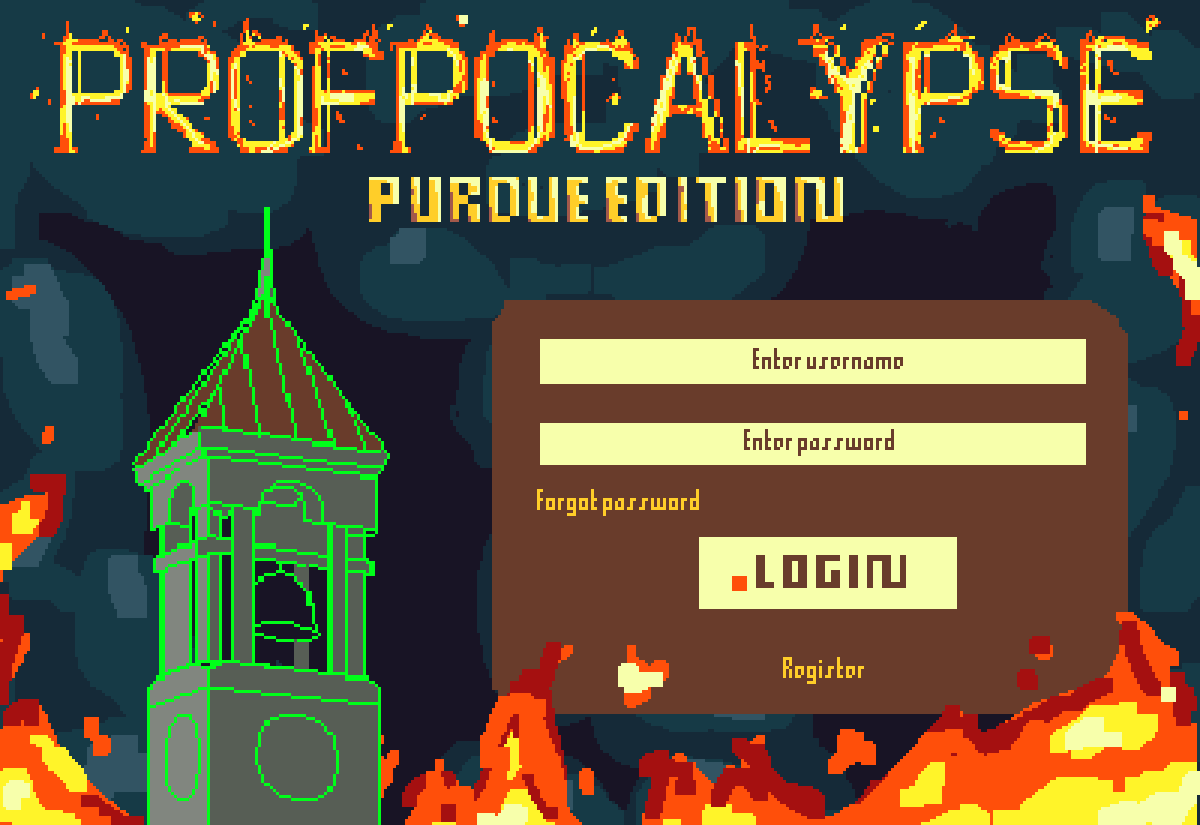 PROFPOCALYPSE
PURDUE EDITION
Enter username
Enter password
Forgot password
LOGIN
Register